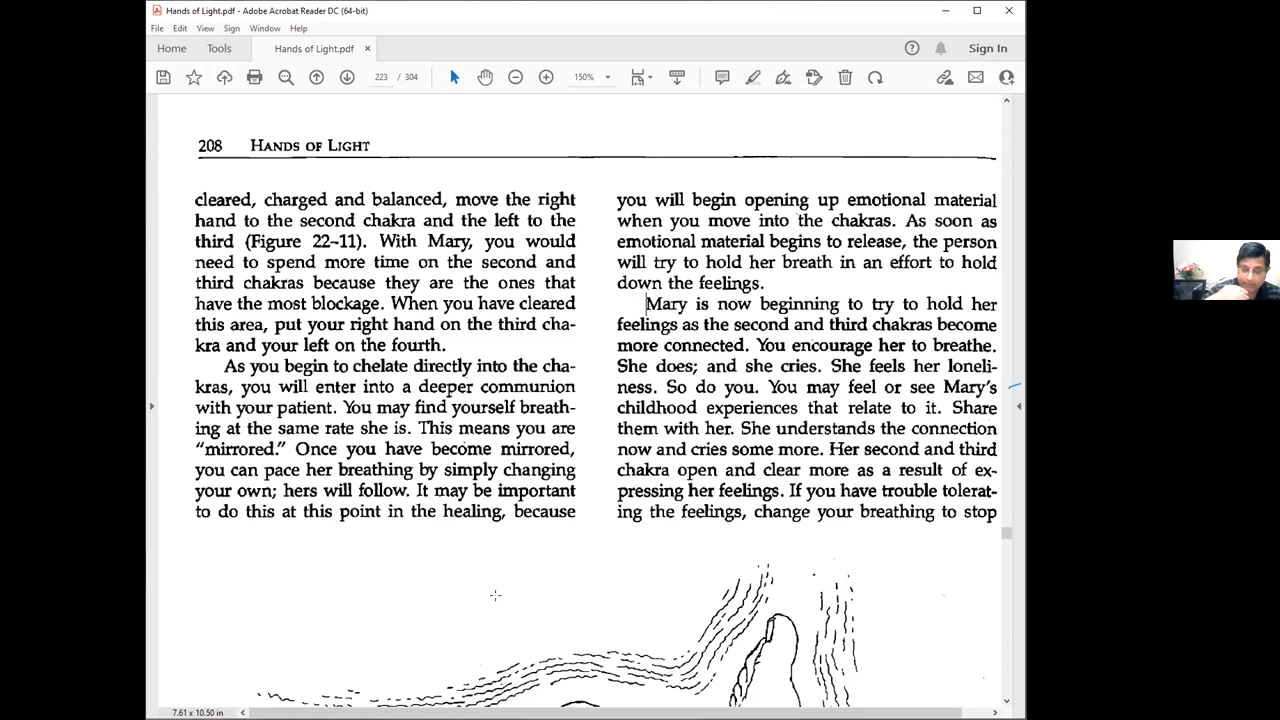 Hands of Light.pdf - Adobe Acrobat Reader DC (64-bit)
File Edit View Sign Window Help
Home Tools Hands of Light.pdf × Sign In
223 / 304 150%
208 HANDS OF LIGHT
cleared, charged and balanced, move the right
hand to the second chakra and the left to the
third (Figure 22-11). With Mary, you would
need to spend more time on the second and
third chakras because they are the ones that
have the most blockage. When you have cleared
this area, put your right hand on the third cha-
kra and your left on the fourth.
As you begin to chelate directly into the cha-
kras, you will enter into a deeper communion
with your patient. You may find yourself breath-
ing at the same rate she is. This means you are
"mirrored." Once you have become mirrored,
you can pace her breathing by simply changing
your own; hers will follow. It may be important
to do this at this point in the healing, because
you will begin opening up emotional material
when you move into the chakras. As soon as
emotional material begins to release, the person
will try to hold her breath in an effort to hold
down the feelings.
Mary is now beginning to try to hold her
feelings as the second and third chakras become
more connected. You encourage her to breathe.
She does; and she cries. She feels her loneli-
ness. So do you. You may feel or see Mary's
childhood experiences that relate to it. Share
them with her. She understands the connection
now and cries some more. Her second and third
chakra open and clear more as a result of ex-
pressing her feelings. If you have trouble tolerat-
ing the feelings, change your breathing to stop
7.61 x 10.50 in